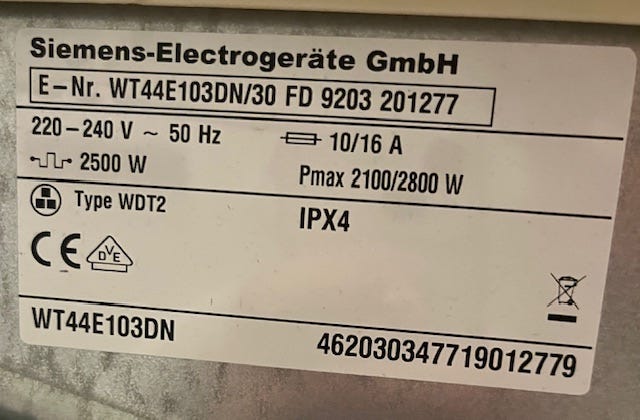 Siemens-Electrogeräte GmbH
E-Nr. WT44E103DN/30 FD 9203 201277
220-240 V ~ 50 Hz 10/16 A
2500 W Pmax 2100/2800 W
Type WDT2 IPX4
CE DVE
WT44E103DN 462030347719012779